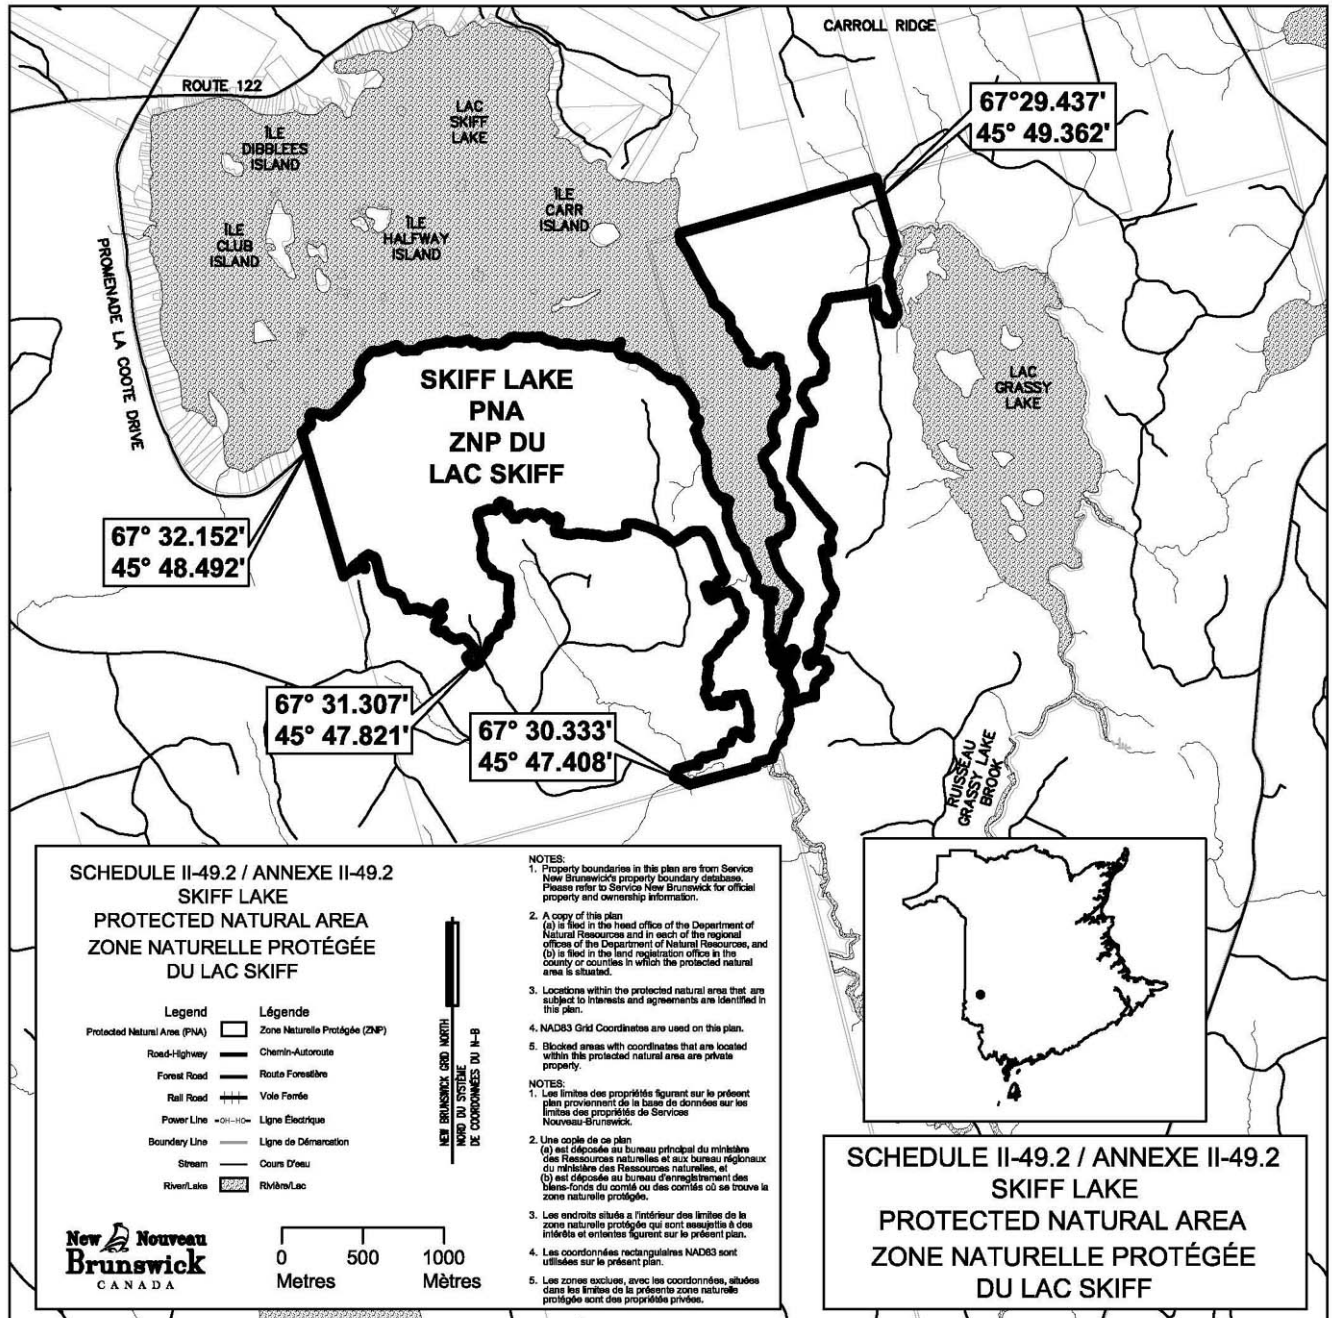 CARROLL RIDGE
ROUTE 122
LAC
SKIFF
LAKE
67°29.437'
45° 49.362'
ÎLE
DIBBLEES
ISLAND
ÎLE
CARR
ISLAND
ÎLE
CLUB
ISLAND
ÎLE
HALFWAY
ISLAND
PROMENADE LA COOTE DRIVE
SKIFF LAKE
PNA
ZNP DU
LAC SKIFF
LAC
GRASSY
LAKE
67° 32.152'
45° 48.492'
67° 31.307'
45° 47.821'
67° 30.333'
45° 47.408'
RUISSEAU
GRASSY LAKE
BROOK
SCHEDULE II-49.2 / ANNEXE II-49.2
SKIFF LAKE
PROTECTED NATURAL AREA
ZONE NATURELLE PROTÉGÉE
DU LAC SKIFF
Legend Légende
Protected Natural Area (PNA) Zone Naturelle Protégée (ZNP)
Road-Highway Chemin-Autoroute
Forest Road Route Forestière
Rail Road Voie Ferrée
Power Line -OH-HO- Ligne Électrique
Boundary Line Ligne de Démarcation
Stream Cours D'eau
River/Lake Rivière/Lac
New Nouveau
Brunswick
CANADA
0 500 1000
Metres Mètres
NEW BRUNSWICK GRID NORTH
NORD DU SYSTÈME
DE COORDONNÉES DU N-B
NOTES:
1. Property boundaries in this plan are from Service
New Brunswick's property boundary database.
Please refer to Service New Brunswick for official
property and ownership information.
2. A copy of this plan
(a) is filed in the head office of the Department of
Natural Resources and in each of the regional
offices of the Department of Natural Resources, and
(b) is filed in the land registration office in the
county or counties in which the protected natural
area is situated.
3. Locations within the protected natural area that are
subject to interests and agreements are identified in
this plan.
4. NAD83 Grid Coordinates are used on this plan.
5. Blocked areas with coordinates that are located
within this protected natural area are private
property.
NOTES:
1. Les limites des propriétés figurant sur le présent
plan proviennent de la base de données sur les
limites des propriétés de Services
Nouveau-Brunswick.
2. Une copie de ce plan
(a) est déposée au bureau principal du ministère
des Ressources naturelles et aux bureau régionaux
du ministère des Ressources naturelles, et
(b) est déposée au bureau d'enregistrement des
biens-fonds du comté ou des comtés où se trouve la
zone naturelle protégée.
3. Les endroits situés a l'intérieur des limites de la
zone naturelle protégée qui sont assujettis à des
intérêts et ententes figurent sur le présent plan.
4. Les coordonnées rectangulaires NAD83 sont
utilisées sur le présent plan.
5. Les zones exclues, avec les coordonnées, situées
dans les limites de la présente zone naturelle
protégée sont des propriétés privées.
SCHEDULE II-49.2 / ANNEXE II-49.2
SKIFF LAKE
PROTECTED NATURAL AREA
ZONE NATURELLE PROTÉGÉE
DU LAC SKIFF